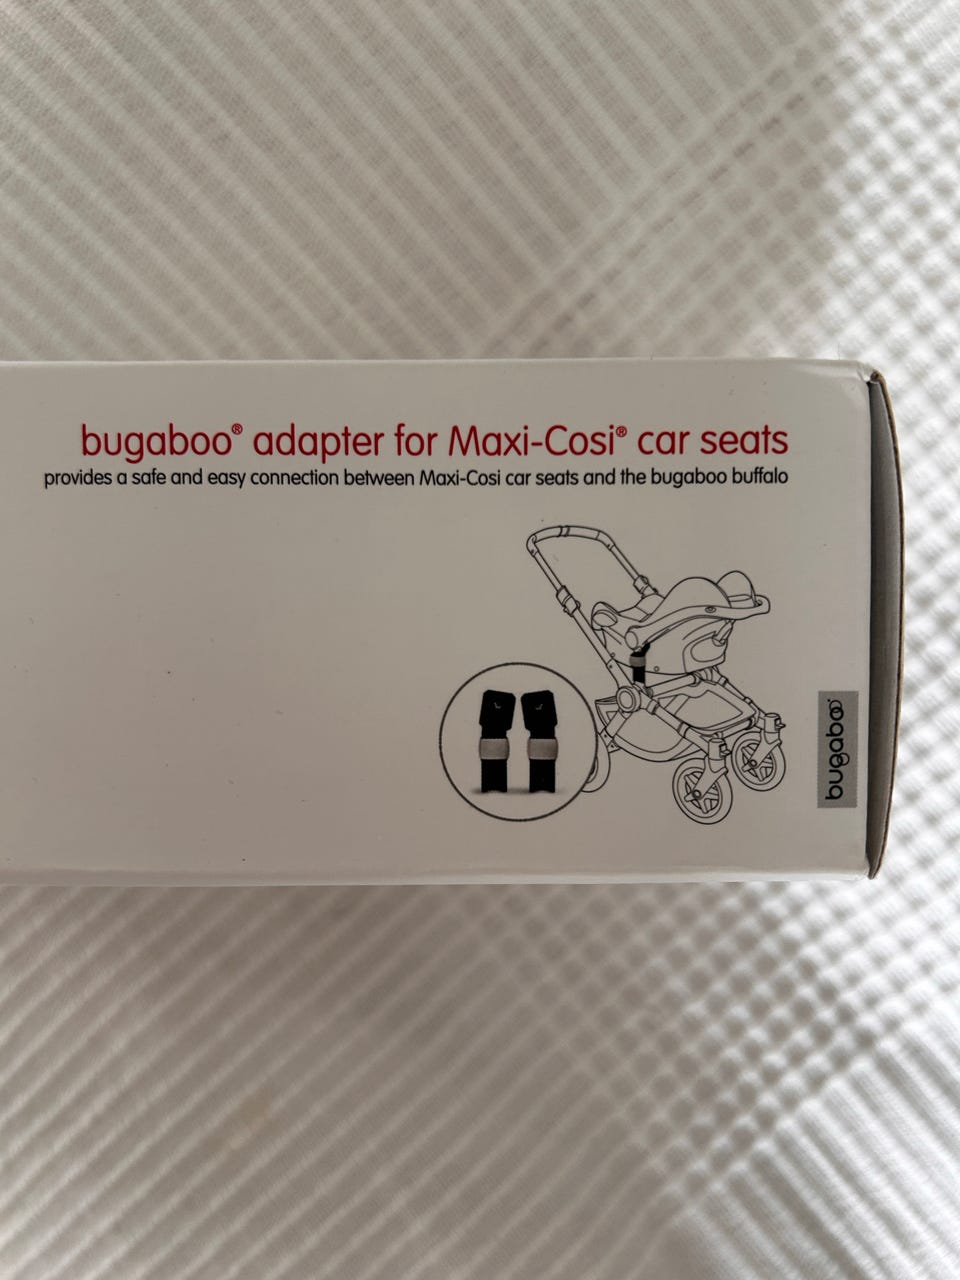 bugaboo® adapter for Maxi-Cosi® car seats
provides a safe and easy connection between Maxi-Cosi car seats and the bugaboo buffalo
bugaboo®